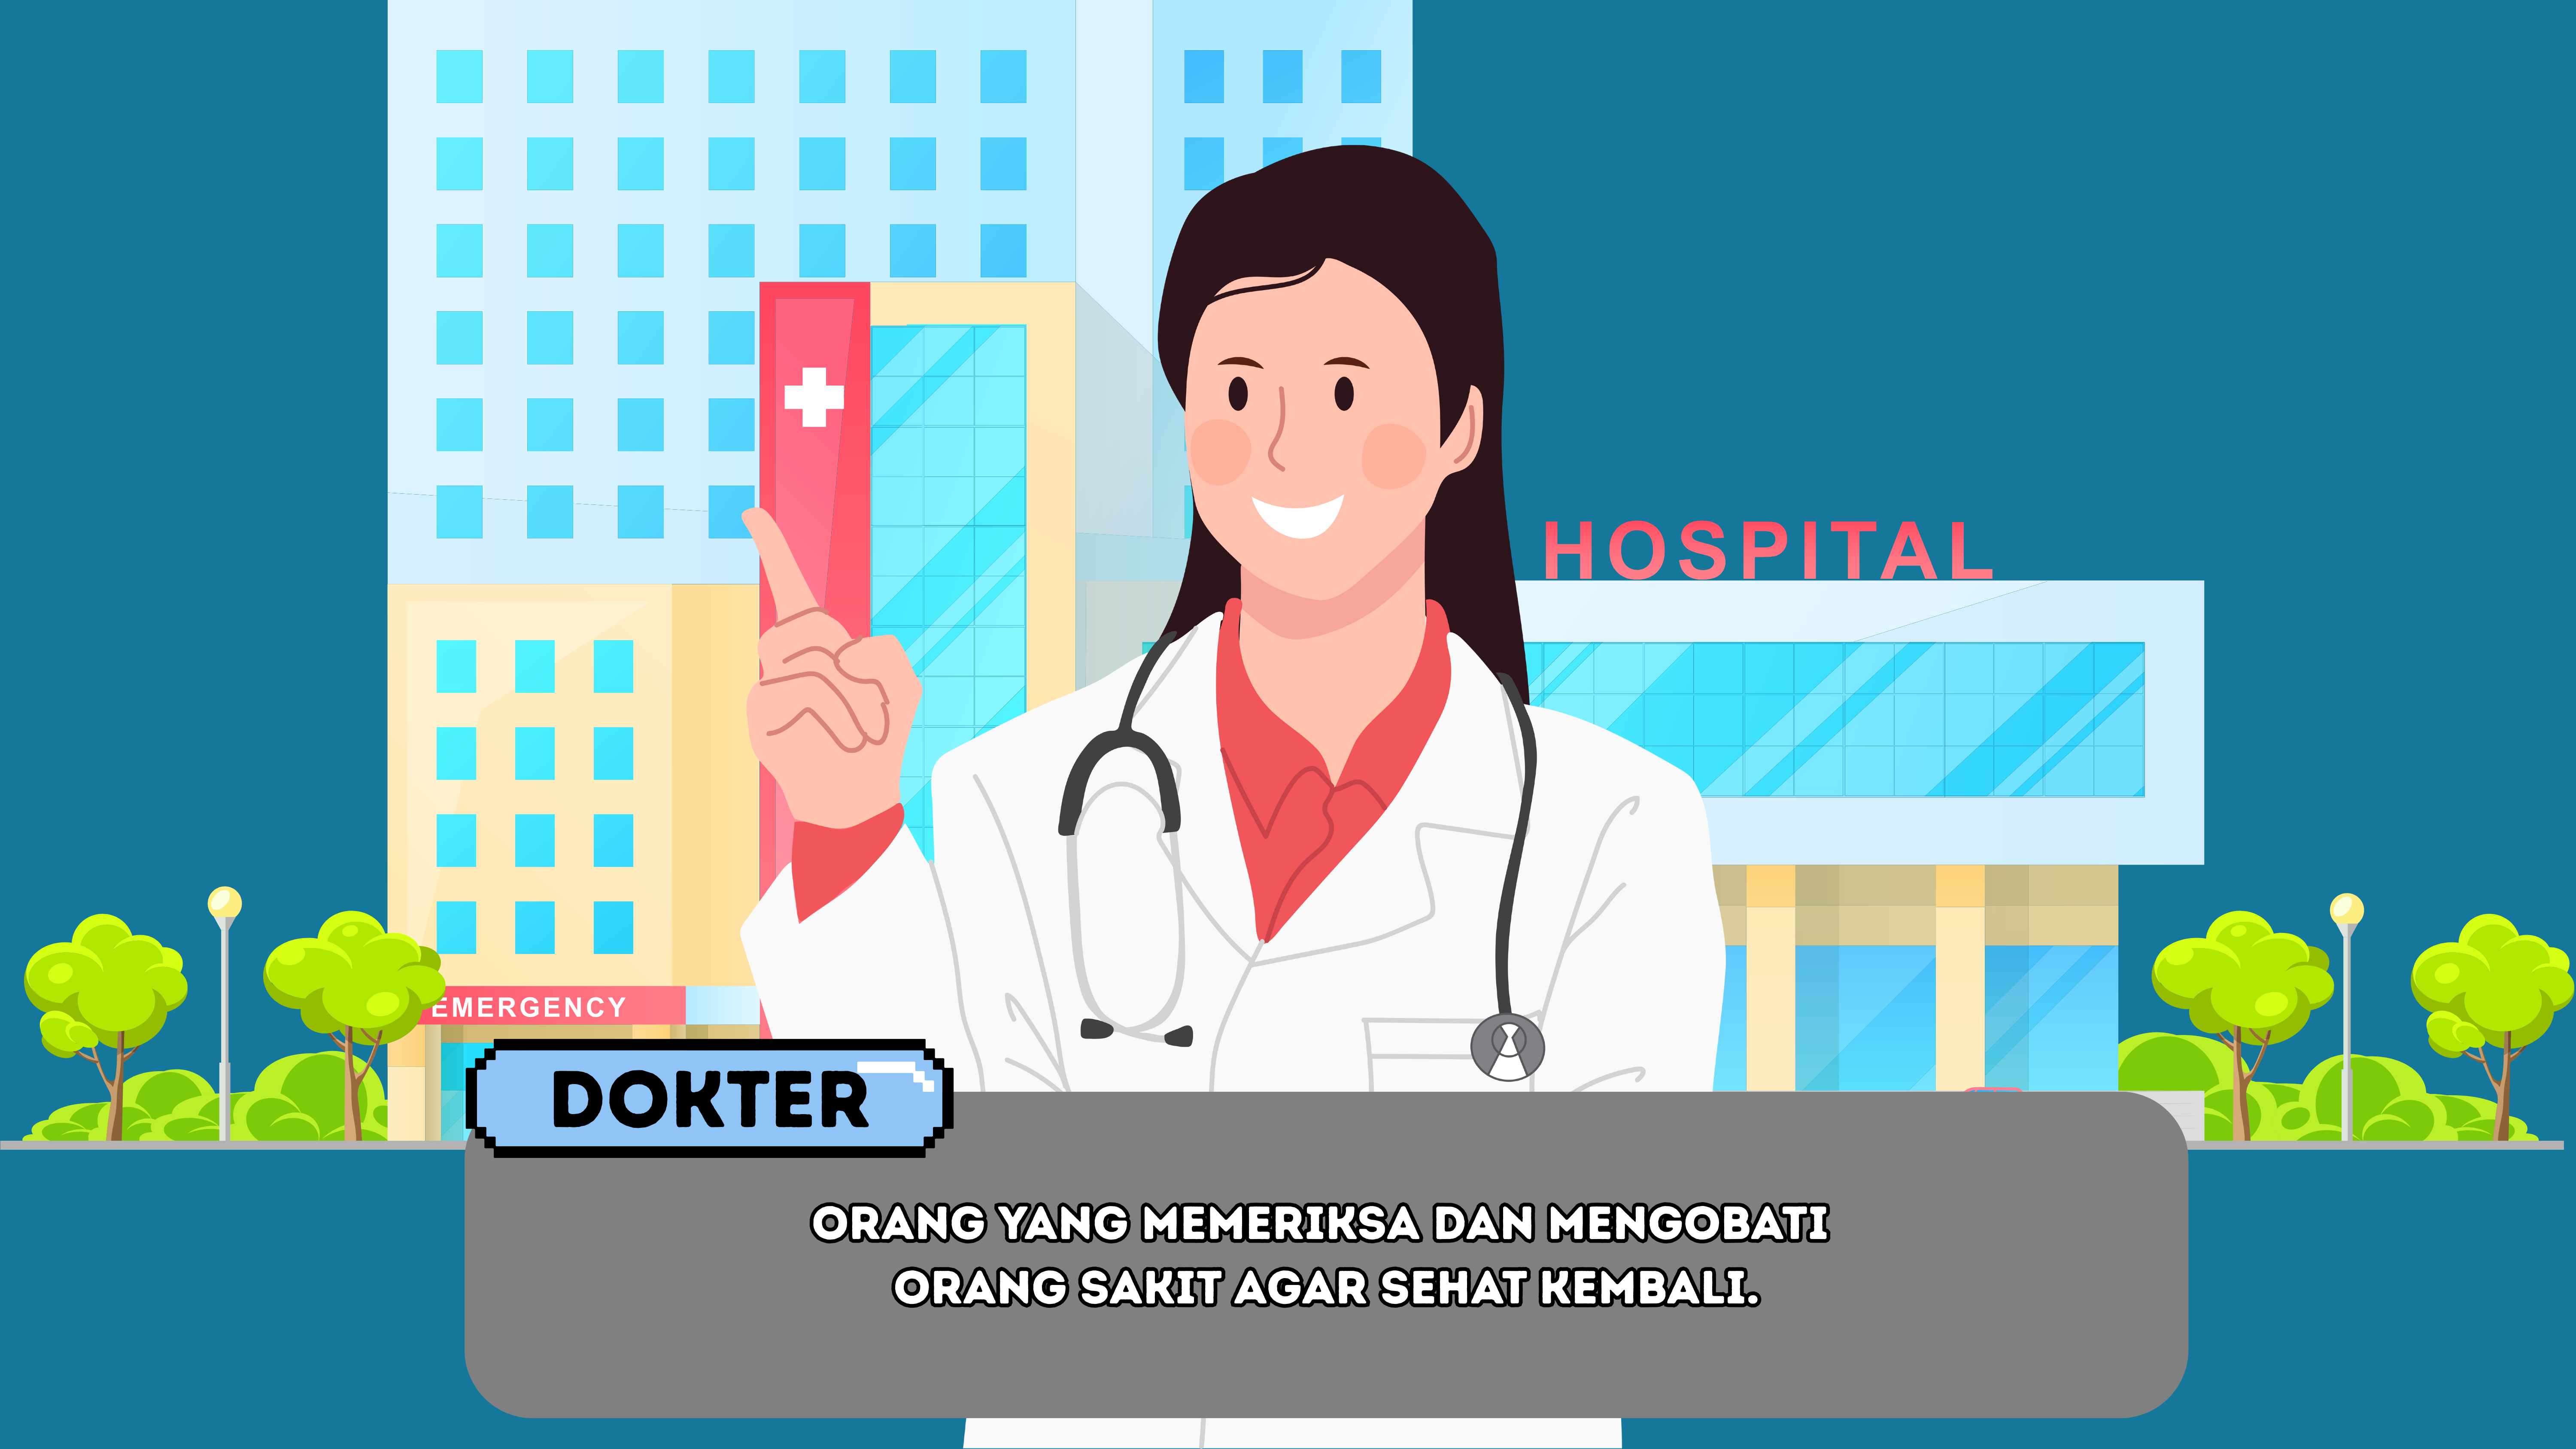 HOSPITAL
EMERGENCY
DOKTER
ORANG YANG MEMERIKSA DAN MENGOBATI
ORANG SAKIT AGAR SEHAT KEMBALI.